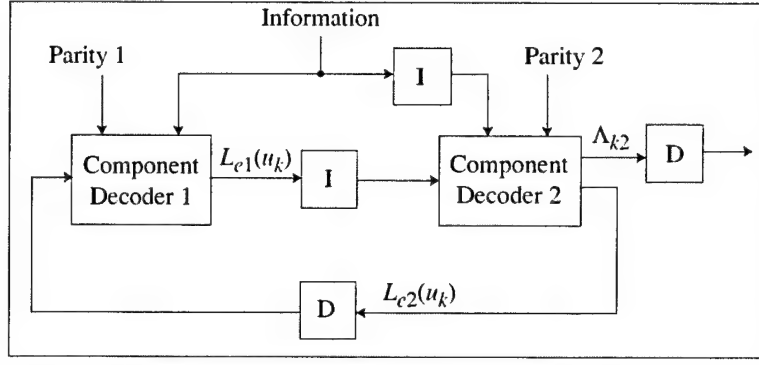 Information
Parity 1
I
Parity 2
Component
Decoder 1
L_{e1}(u_k)
I
Component
Decoder 2
Λ_{k2}
D
D
L_{e2}(u_k)